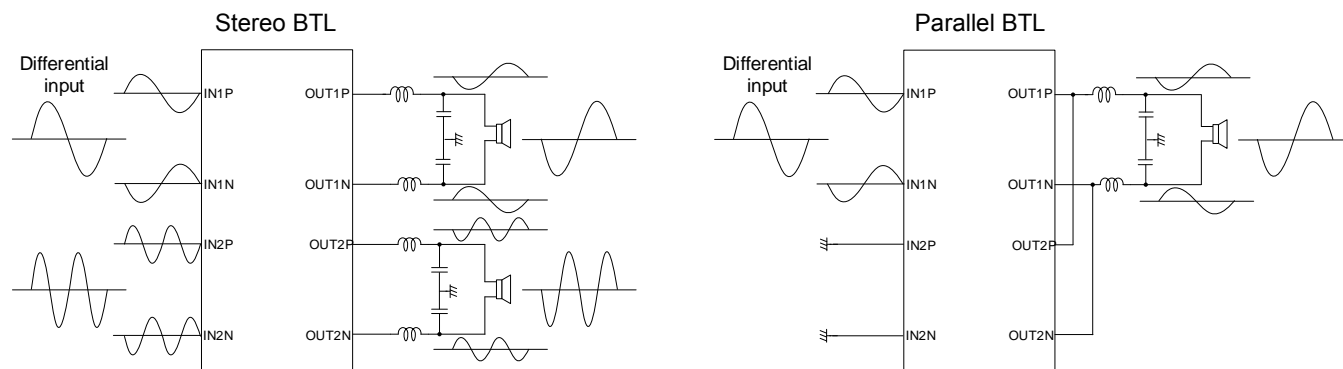 Stereo BTL
Differential
input
IN1P
IN1N
IN2P
IN2N
OUT1P
OUT1N
OUT2P
OUT2N
Parallel BTL
Differential
input
IN1P
IN1N
IN2P
IN2N
OUT1P
OUT1N
OUT2P
OUT2N